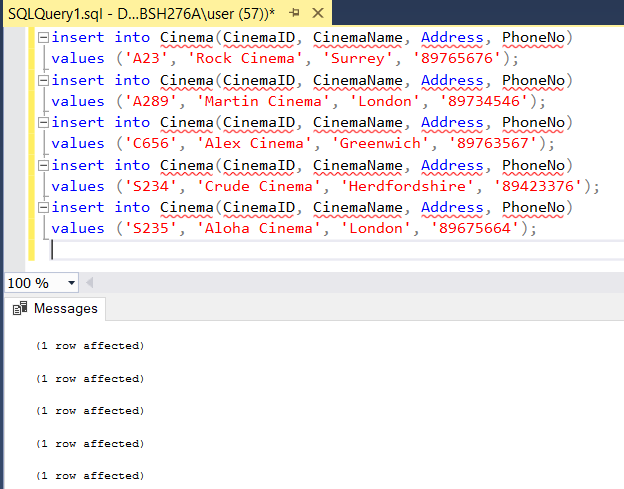 SQLQuery1.sql - D...BSH276A\user (57))*
insert into Cinema(CinemaID, CinemaName, Address, PhoneNo)
values ('A23', 'Rock Cinema', 'Surrey', '89765676');
insert into Cinema(CinemaID, CinemaName, Address, PhoneNo)
values ('A289', 'Martin Cinema', 'London', '89734546');
insert into Cinema(CinemaID, CinemaName, Address, PhoneNo)
values ('C656', 'Alex Cinema', 'Greenwich', '89763567');
insert into Cinema(CinemaID, CinemaName, Address, PhoneNo)
values ('S234', 'Crude Cinema', 'Herdfordshire', '89423376');
insert into Cinema(CinemaID, CinemaName, Address, PhoneNo)
values ('S235', 'Aloha Cinema', 'London', '89675664');
100 %
Messages
(1 row affected)
(1 row affected)
(1 row affected)
(1 row affected)
(1 row affected)